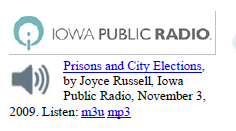 IOWA PUBLIC RADIO.
Prisons and City Elections,
by Joyce Russell, Iowa
Public Radio, November 3,
2009. Listen: m3u mp3